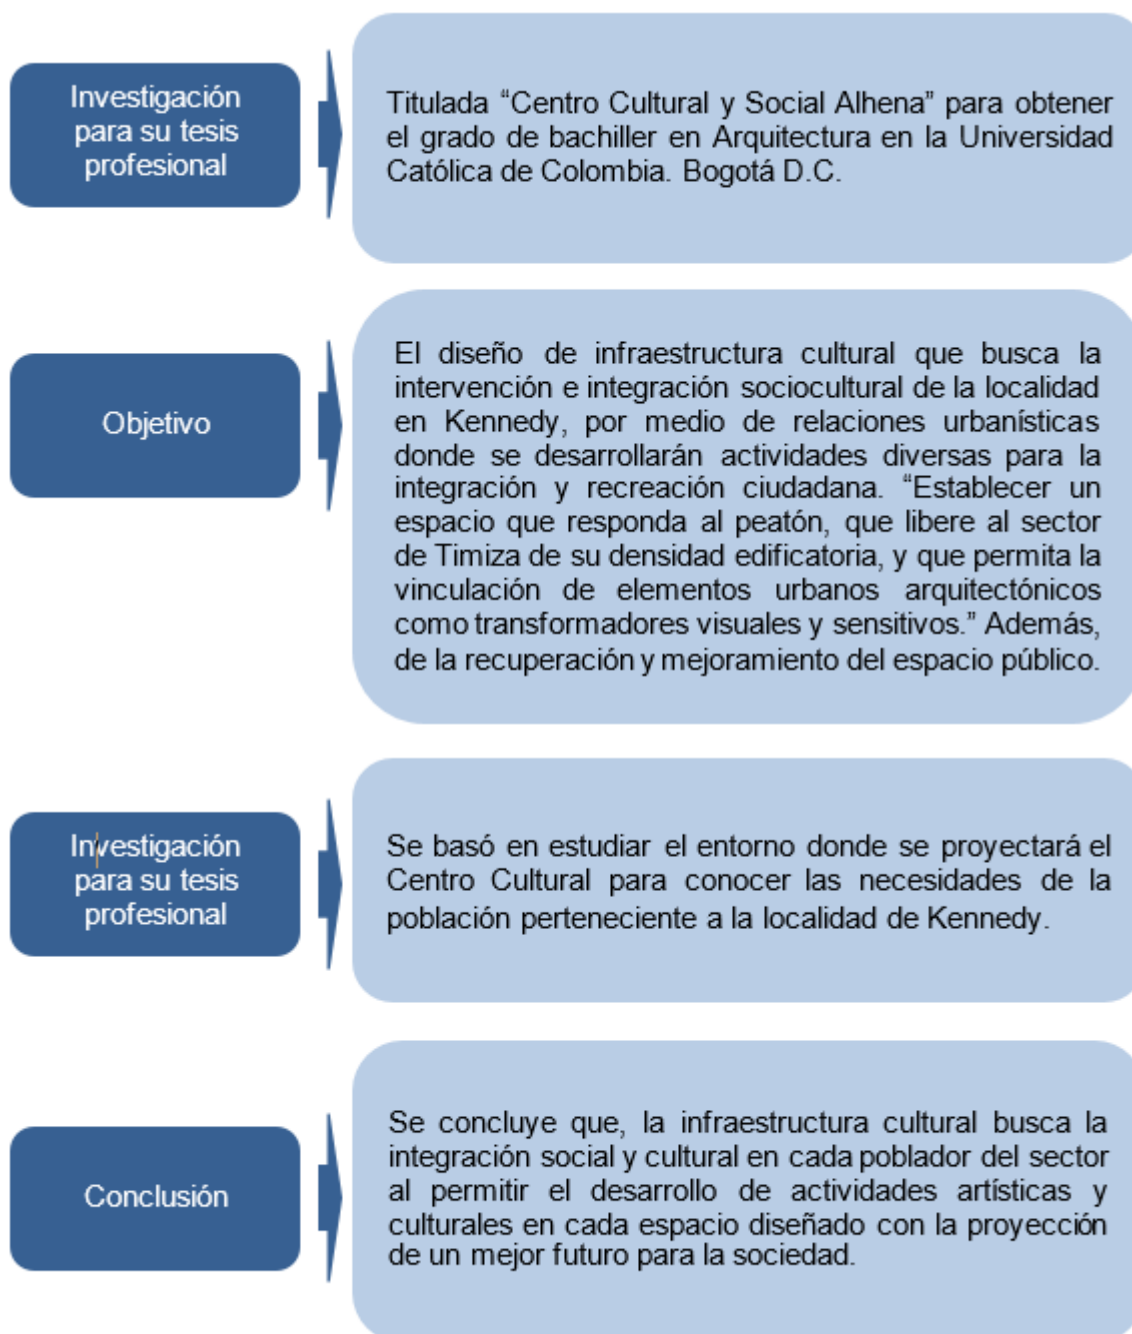 Investigación
para su tesis
profesional
Titulada “Centro Cultural y Social Alhena” para obtener
el grado de bachiller en Arquitectura en la Universidad
Católica de Colombia. Bogotá D.C.
Objetivo
El diseño de infraestructura cultural que busca la
intervención e integración sociocultural de la localidad
en Kennedy, por medio de relaciones urbanísticas
donde se desarrollarán actividades diversas para la
integración y recreación ciudadana. “Establecer un
espacio que responda al peatón, que libere al sector
de Timiza de su densidad edificatoria, y que permita la
vinculación de elementos urbanos arquitectónicos
como transformadores visuales y sensitivos.” Además,
de la recuperación y mejoramiento del espacio público.
Investigación
para su tesis
profesional
Se basó en estudiar el entorno donde se proyectará el
Centro Cultural para conocer las necesidades de la
población perteneciente a la localidad de Kennedy.
Conclusión
Se concluye que, la infraestructura cultural busca la
integración social y cultural en cada poblador del sector
al permitir el desarrollo de actividades artísticas y
culturales en cada espacio diseñado con la proyección
de un mejor futuro para la sociedad.